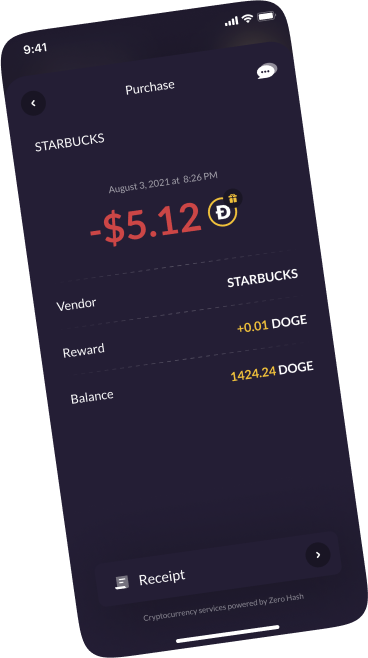 9:41
Purchase
STARBUCKS
August 3, 2021 at 8:26 PM
-$5.12
Vendor STARBUCKS
Reward +0.01 DOGE
Balance 1424.24 DOGE
Receipt
Cryptocurrency services powered by Zero Hash